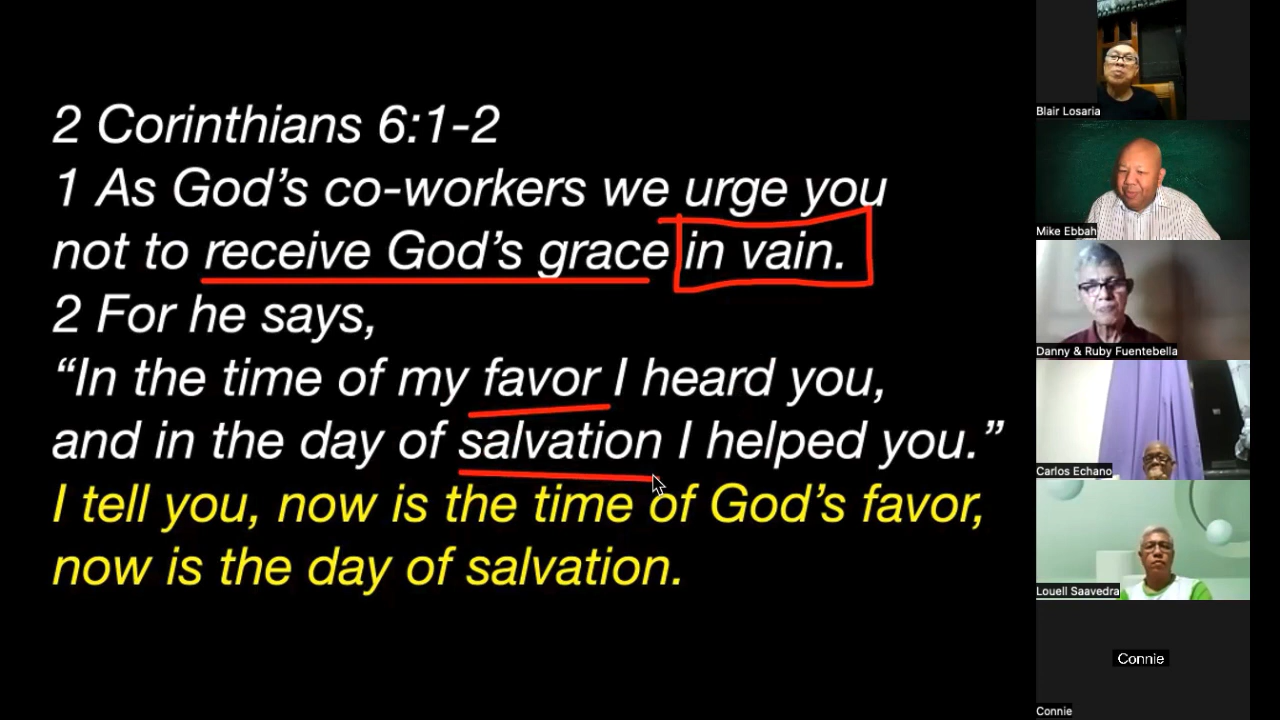 2 Corinthians 6:1-2
1 As God’s co-workers we urge you
not to receive God’s grace in vain.
2 For he says,
“In the time of my favor I heard you,
and in the day of salvation I helped you.”
I tell you, now is the time of God’s favor,
now is the day of salvation.
Blair Losaria
Mike Ebbah
Danny & Ruby Fuentebella
Carlos Echano
Louell Saavedra
Connie
Connie